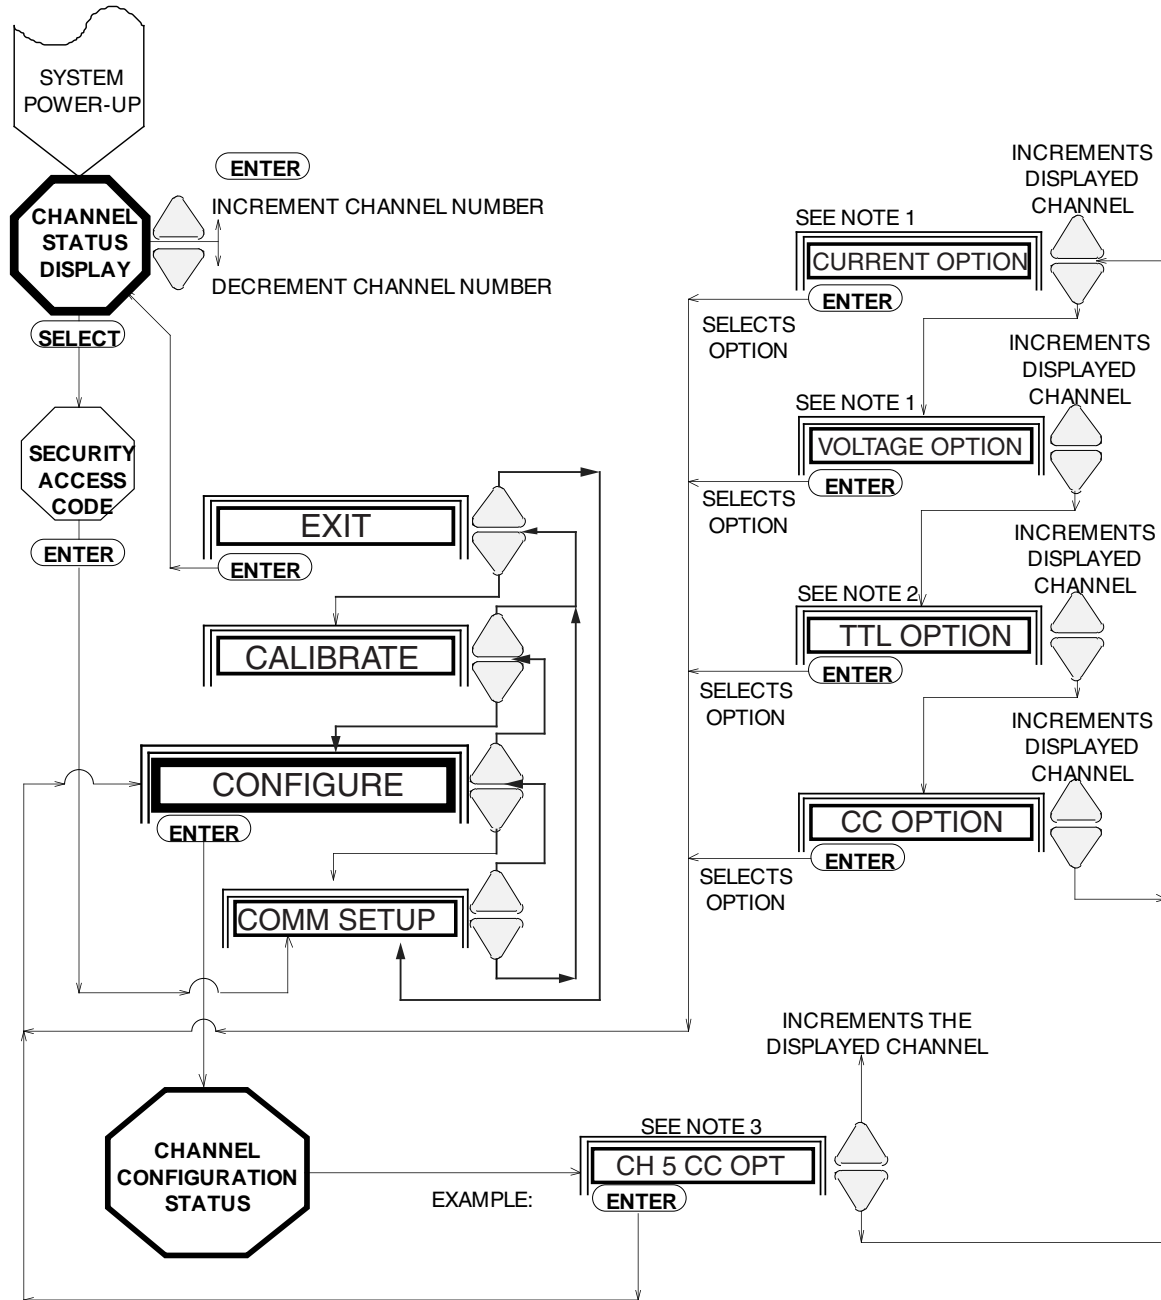 SYSTEM
POWER-UP
ENTER
INCREMENT CHANNEL NUMBER
CHANNEL
STATUS
DISPLAY
DECREMENT CHANNEL NUMBER
SELECT
SECURITY
ACCESS
CODE
ENTER
EXIT
ENTER
CALIBRATE
CONFIGURE
ENTER
COMM SETUP
INCREMENTS
DISPLAYED
CHANNEL
SEE NOTE 1
CURRENT OPTION
ENTER
SELECTS
OPTION
INCREMENTS
DISPLAYED
CHANNEL
SEE NOTE 1
VOLTAGE OPTION
ENTER
SELECTS
OPTION
INCREMENTS
DISPLAYED
CHANNEL
SEE NOTE 2
TTL OPTION
ENTER
SELECTS
OPTION
INCREMENTS
DISPLAYED
CHANNEL
CC OPTION
ENTER
SELECTS
OPTION
INCREMENTS THE
DISPLAYED CHANNEL
CHANNEL
CONFIGURATION
STATUS
SEE NOTE 3
CH 5 CC OPT
EXAMPLE:
ENTER